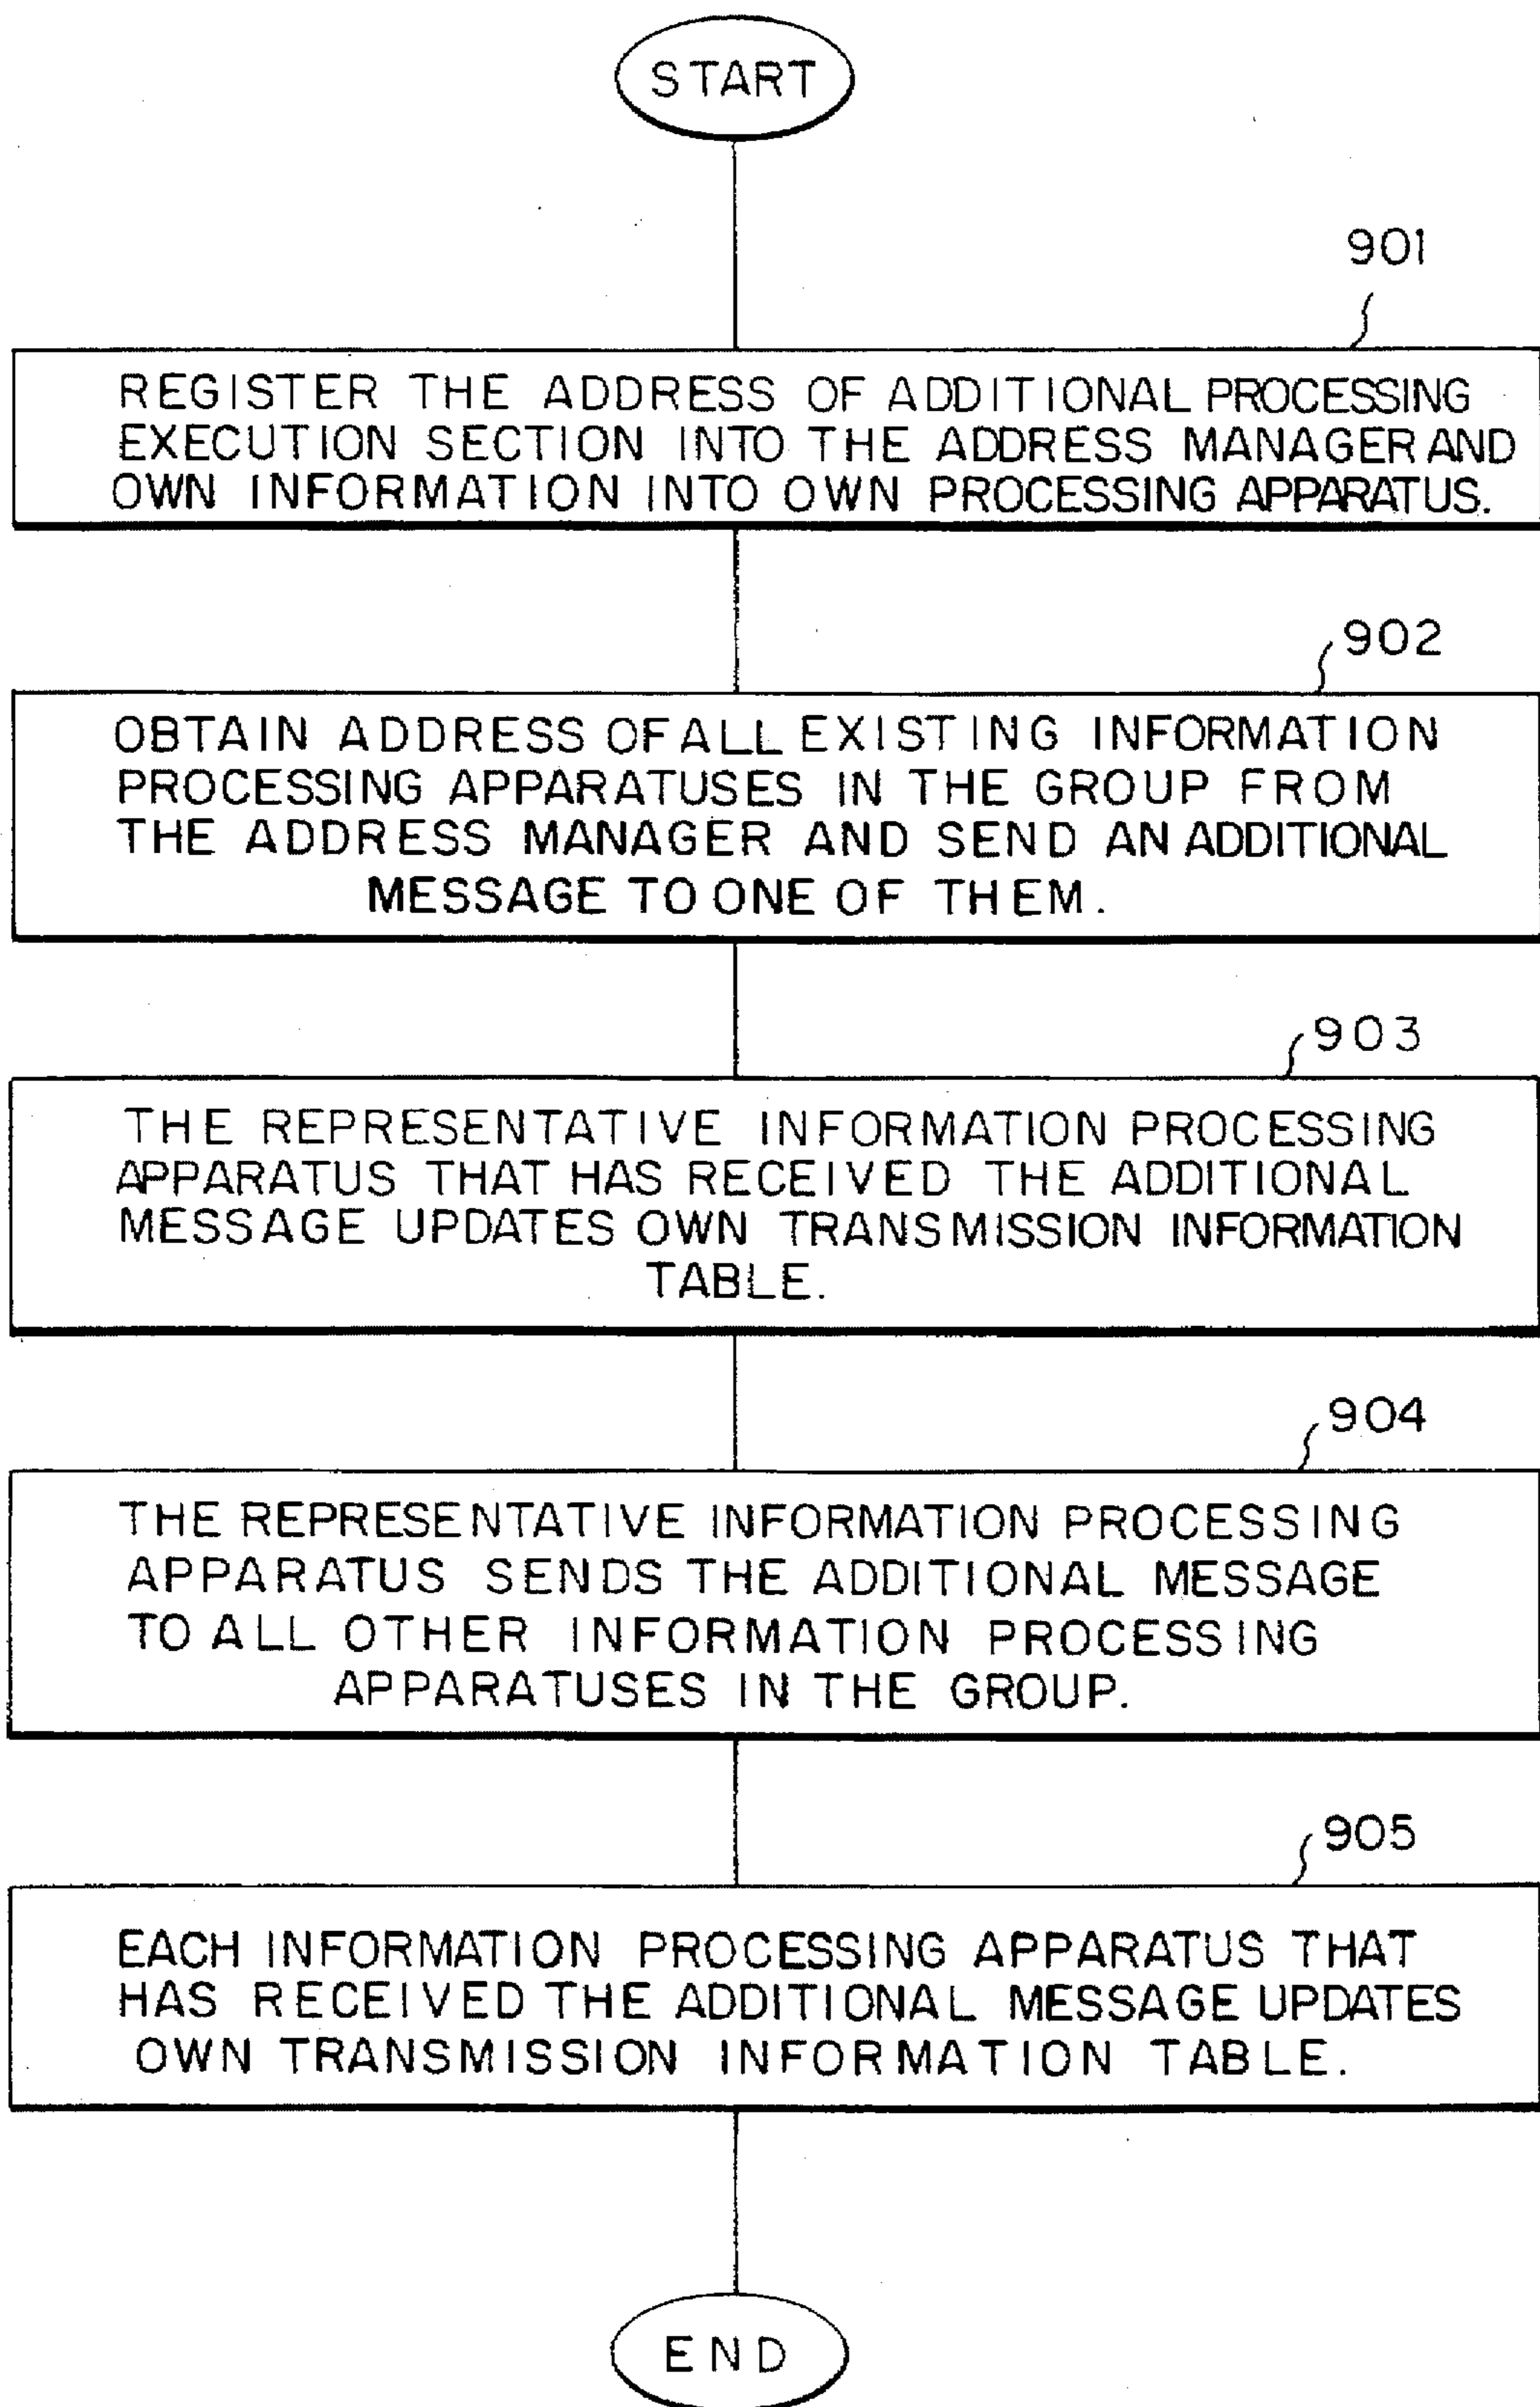 START
901
REGISTER THE ADDRESS OF ADDITIONAL PROCESSING
EXECUTION SECTION INTO THE ADDRESS MANAGER AND
OWN INFORMATION INTO OWN PROCESSING APPARATUS.
902
OBTAIN ADDRESS OF ALL EXISTING INFORMATION
PROCESSING APPARATUSES IN THE GROUP FROM
THE ADDRESS MANAGER AND SEND AN ADDITIONAL
MESSAGE TO ONE OF THEM.
903
THE REPRESENTATIVE INFORMATION PROCESSING
APPARATUS THAT HAS RECEIVED THE ADDITIONAL
MESSAGE UPDATES OWN TRANSMISSION INFORMATION
TABLE.
904
THE REPRESENTATIVE INFORMATION PROCESSING
APPARATUS SENDS THE ADDITIONAL MESSAGE
TO ALL OTHER INFORMATION PROCESSING
APPARATUSES IN THE GROUP.
905
EACH INFORMATION PROCESSING APPARATUS THAT
HAS RECEIVED THE ADDITIONAL MESSAGE UPDATES
OWN TRANSMISSION INFORMATION TABLE.
END